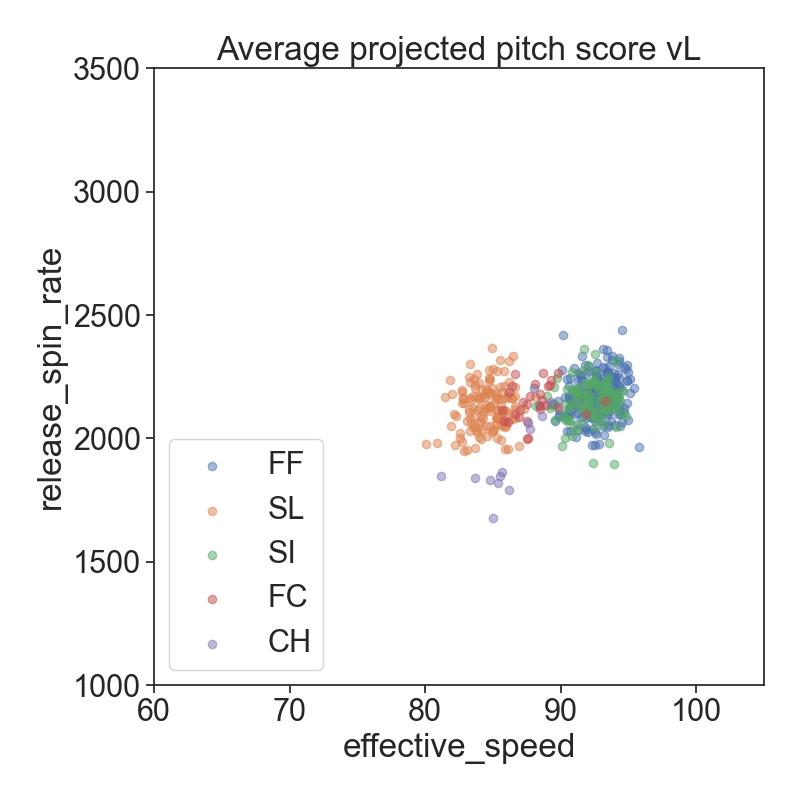 Average projected pitch score vL
3500
3000
2500
2000
1500
1000
release_spin_rate
FF
SL
SI
FC
CH
60
70
80
90
100
effective_speed